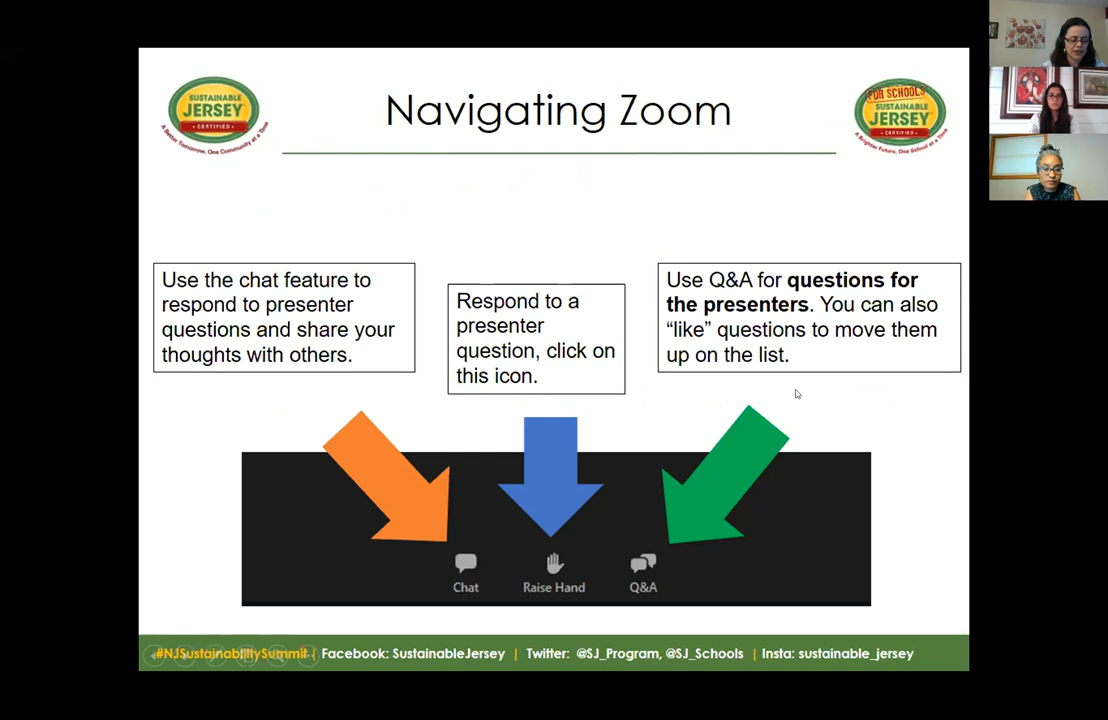 SUSTAINABLE
JERSEY
CERTIFIED
A Better Tomorrow, One Community at a Time
Navigating Zoom
FOR SCHOOLS
SUSTAINABLE
JERSEY
CERTIFIED
A Brighter Future, One School at a Time
Use the chat feature to
respond to presenter
questions and share your
thoughts with others.
Respond to a
presenter
question, click on
this icon.
Use Q&A for questions for
the presenters. You can also
“like” questions to move them
up on the list.
Chat
Raise Hand
Q&A
#NJSustainabilitySummit | Facebook: SustainableJersey | Twitter: @SJ_Program, @SJ_Schools | Insta: sustainable_jersey